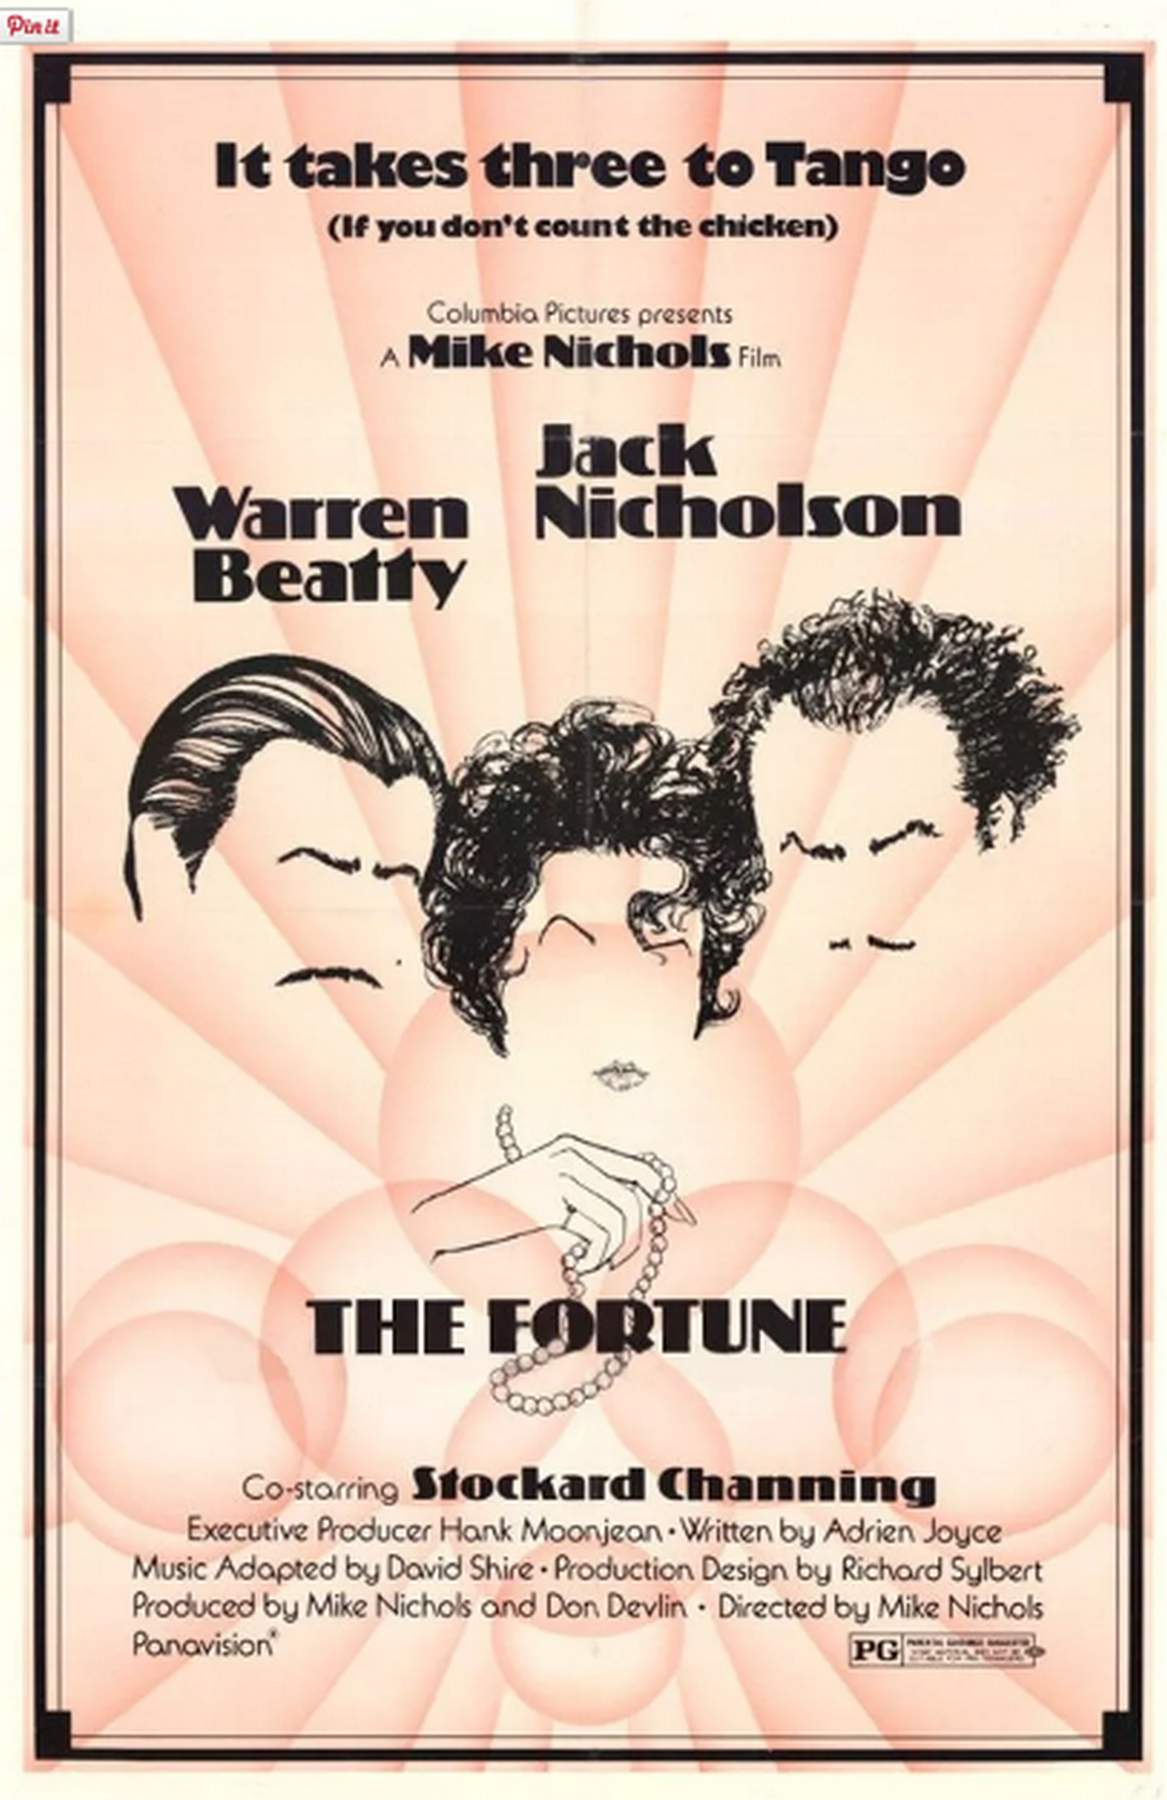 Pin it
It takes three to Tango
(If you don't count the chicken)
Columbia Pictures presents
A Mike Nichols Film
Jack
Nicholson
Warren
Beatty
THE FORTUNE
Co-starring Stockard Channing
Executive Producer Hank Moonjean • Written by Adrien Joyce
Music Adapted by David Shire • Production Design by Richard Sylbert
Produced by Mike Nichols and Don Devlin • Directed by Mike Nichols
Panavision®
PG PARENTAL GUIDANCE SUGGESTED